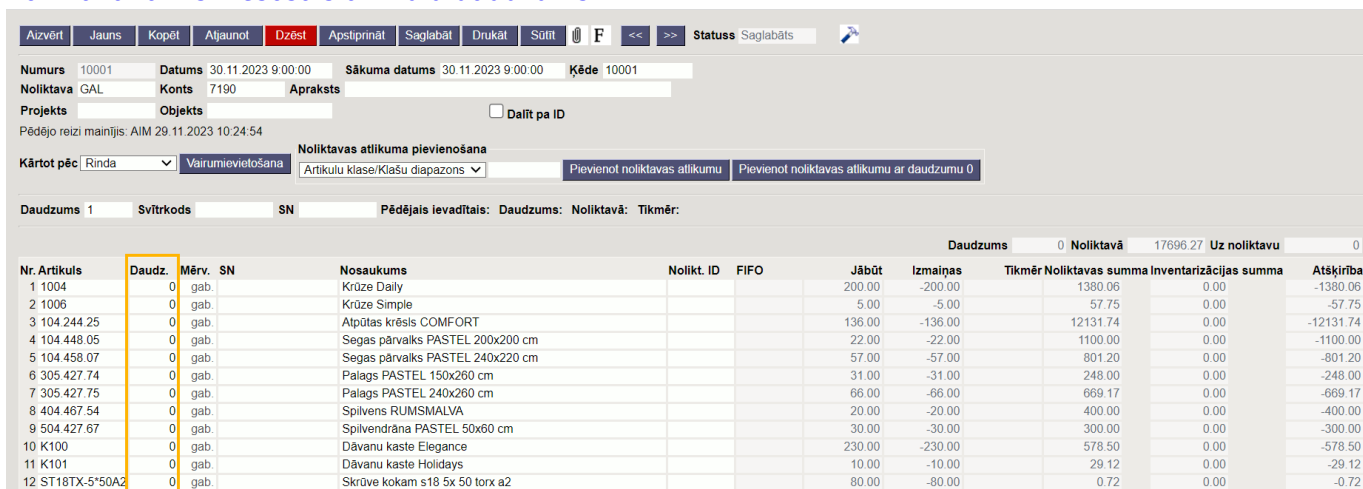 Aizvērt Jauns Kopēt Atjaunot Dzēst Apstiprināt Saglabāt Drukāt Sūtīt F << >> Statuss Saglabāts
Numurs 10001 Datums 30.11.2023 9:00:00 Sākuma datums 30.11.2023 9:00:00 Ķēde 10001
Noliktava GAL Konts 7190 Apraksts
Projekts Objekts Dalīt pa ID
Pēdējo reizi mainījis: AIM 29.11.2023 10:24:54
Noliktavas atlikuma pievienošana
Kārtot pēc Rinda Vairumievietošana Artikulu klase/Klašu diapazons Pievienot noliktavas atlikumu Pievienot noliktavas atlikumu ar daudzumu 0
Daudzums 1 Svītrkods SN Pēdējais ievadītais: Daudzums: Noliktavā: Tikmēr:
Daudzums 0 Noliktavā 17696.27 Uz noliktavu 0
Nr. Artikuls Daudz. Mērv. SN Nosaukums Nolikt. ID FIFO Jābūt Izmaiņas Tikmēr Noliktavas summa Inventarizācijas summa Atšķirība
1 1004 0 gab. Krūze Daily 200.00 -200.00 1380.06 0.00 -1380.06
2 1006 0 gab. Krūze Simple 5.00 -5.00 57.75 0.00 -57.75
3 104.244.25 0 gab. Atpūtas krēsls COMFORT 136.00 -136.00 12131.74 0.00 -12131.74
4 104.448.05 0 gab. Segas pārvalks PASTEL 200x200 cm 22.00 -22.00 1100.00 0.00 -1100.00
5 104.458.07 0 gab. Segas pārvalks PASTEL 240x220 cm 57.00 -57.00 801.20 0.00 -801.20
6 305.427.74 0 gab. Palags PASTEL 150x260 cm 31.00 -31.00 248.00 0.00 -248.00
7 305.427.75 0 gab. Palags PASTEL 240x260 cm 66.00 -66.00 669.17 0.00 -669.17
8 404.467.54 0 gab. Spilvens RUMSMALVA 20.00 -20.00 400.00 0.00 -400.00
9 504.427.67 0 gab. Spilvendrāna PASTEL 50x60 cm 30.00 -30.00 300.00 0.00 -300.00
10 K100 0 gab. Dāvanu kaste Elegance 230.00 -230.00 578.50 0.00 -578.50
11 K101 0 gab. Dāvanu kaste Holidays 10.00 -10.00 29.12 0.00 -29.12
12 ST18TX-5*50A2 0 gab. Skrūve kokam s18 5x 50 torx a2 80.00 -80.00 0.72 0.00 -0.72